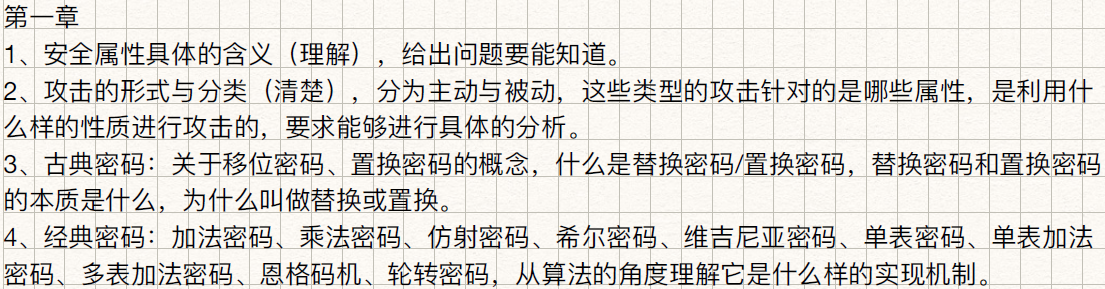 第一章
1、安全属性具体的含义（理解），给出问题要能知道。
2、攻击的形式与分类（清楚），分为主动与被动，这些类型的攻击针对的是哪些属性，是利用什
么样的性质进行攻击的，要求能够进行具体的分析。
3、古典密码：关于移位密码、置换密码的概念，什么是替换密码/置换密码，替换密码和置换密码
的本质是什么，为什么叫做替换或置换。
4、经典密码：加法密码、乘法密码、仿射密码、希尔密码、维吉尼亚密码、单表密码、单表加法
密码、多表加法密码、恩格码机、轮转密码，从算法的角度理解它是什么样的实现机制。